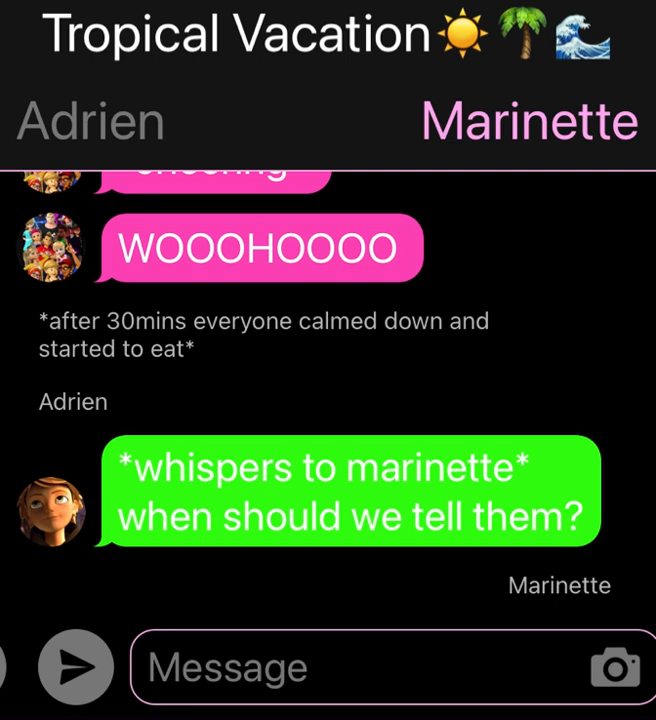 Tropical Vacation☀️🌴🌊
Adrien Marinette
WOOOHOOOO
*after 30mins everyone calmed down and
started to eat*
Adrien
*whispers to marinette*
when should we tell them?
Marinette
Message